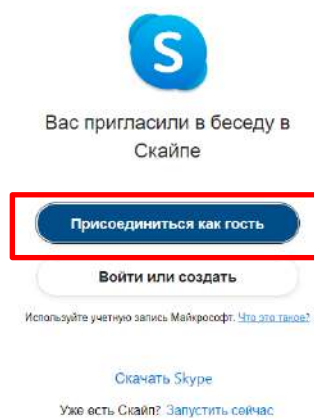 S
Вас пригласили в беседу в
Скайпе
Присоединиться как гость
Войти или создать
Используйте учетную запись Майкрософт. Что это такое?
Скачать Skype
Уже есть Скайп? Запустить сейчас